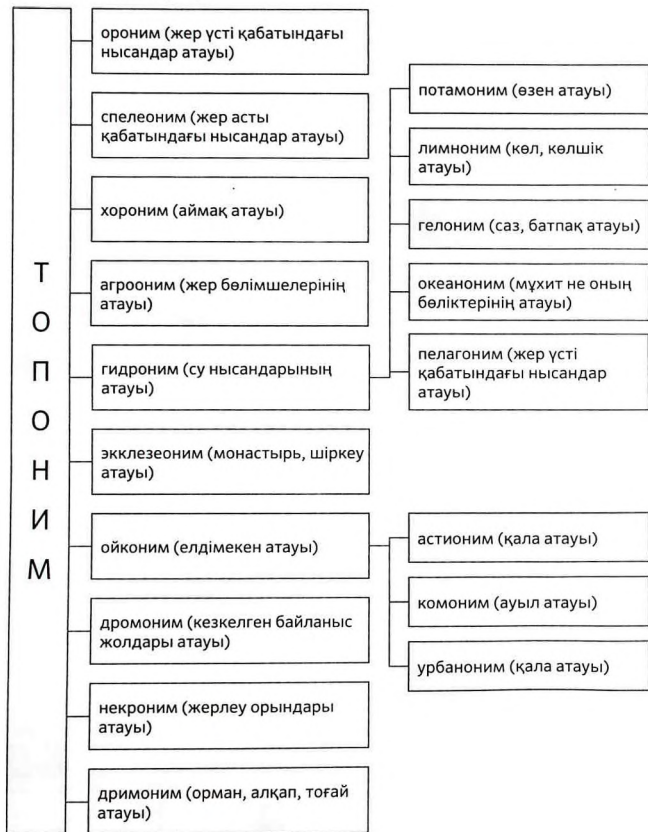 ТОПОНИМ
ороним (жер үсті қабатындағы
нысандар атауы)
спелеоним (жер асты
қабатындағы нысандар атауы)
хороним (аймақ атауы)
агрооним (жер бөлімшелерінің
атауы)
гидроним (су нысандарының
атауы)
потамоним (өзен атауы)
лимноним (көл, көлшік
атауы)
гелоним (саз, батпақ атауы)
океаноним (мұхит не оның
бөліктерінің атауы)
пелагоним (жер үсті
қабатындағы нысандар
атауы)
экклезеоним (монастырь, шіркеу
атауы)
ойконим (елдімекен атауы)
астионим (қала атауы)
комоним (ауыл атауы)
урбаноним (қала атауы)
дромоним (кезкелген байланыс
жолдары атауы)
некроним (жерлеу орындары
атауы)
дримоним (орман, алқап, тоғай
атауы)